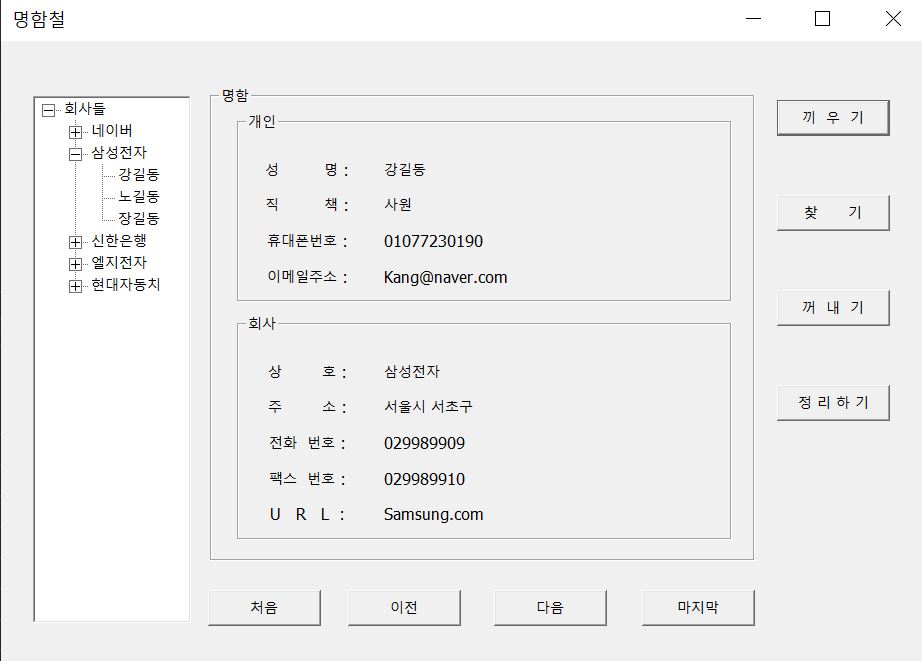 명함철
회사들
네이버
삼성전자
강길동
노길동
장길동
신한은행
엘지전자
현대자동치
명함
개인
성 명 : 강길동
직 책 : 사원
휴대폰번호 : 01077230190
이메일주소 : Kang@naver.com
회사
상 호 : 삼성전자
주 소 : 서울시 서초구
전화 번호 : 029989909
팩스 번호 : 029989910
U R L : Samsung.com
끼 우 기
찾 기
꺼 내 기
정 리 하 기
처음 이전 다음 마지막